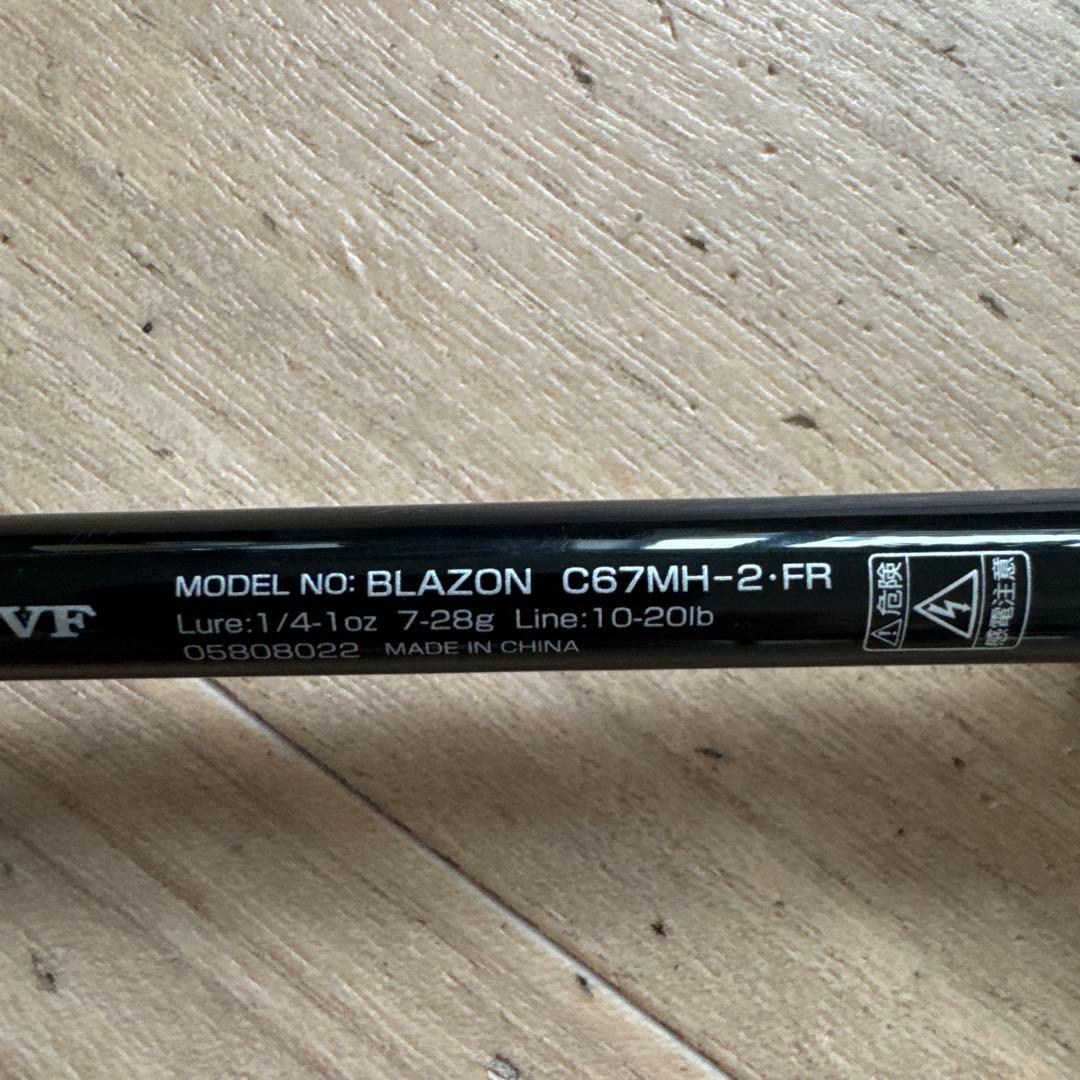 VF
MODEL NO: BLAZON C67MH-2・FR
Lure:1/4-1oz 7-28g Line:10-20lb
05808022 MADE IN CHINA
危険
感電注意